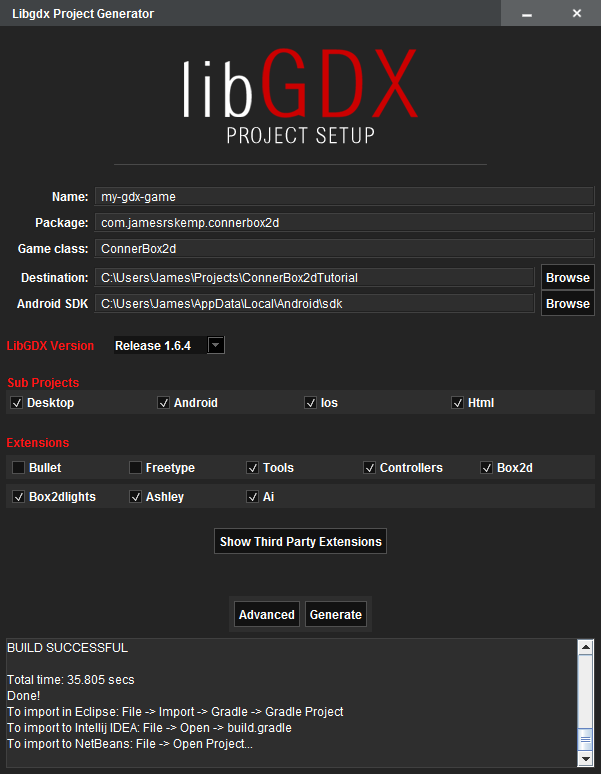 Libgdx Project Generator
libGDX
PROJECT SETUP
Name: my-gdx-game
Package: com.jamesrskemp.connerbox2d
Game class: ConnerBox2d
Destination: C:\Users\James\Projects\ConnerBox2dTutorial Browse
Android SDK C:\Users\James\AppData\Local\Android\sdk Browse
LibGDX Version Release 1.6.4
Sub Projects
Desktop Android Ios Html
Extensions
Bullet Freetype Tools Controllers Box2d
Box2dlights Ashley Ai
Show Third Party Extensions
Advanced Generate
BUILD SUCCESSFUL
Total time: 35.805 secs
Done!
To import in Eclipse: File -> Import -> Gradle -> Gradle Project
To import to Intellij IDEA: File -> Open -> build.gradle
To import to NetBeans: File -> Open Project...